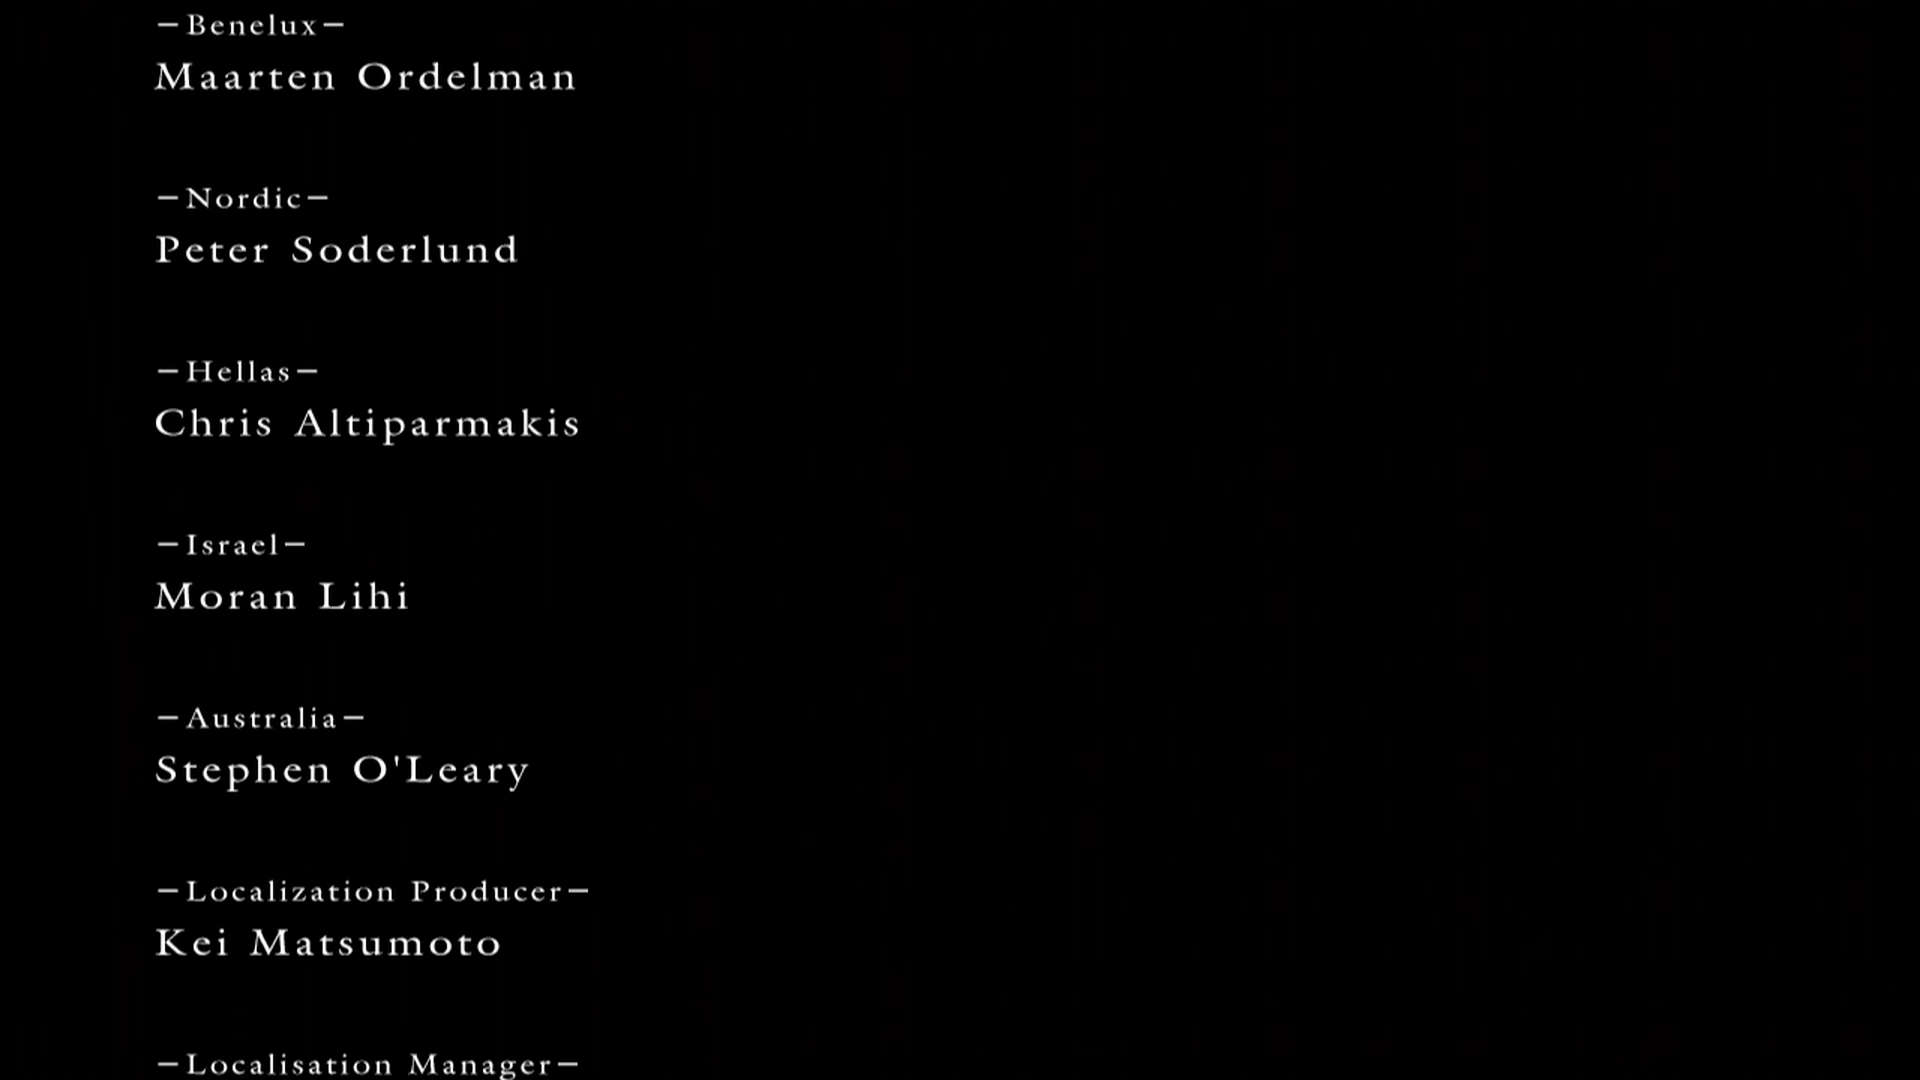 —Benelux—
Maarten Ordelman
—Nordic—
Peter Soderlund
—Hellas—
Chris Altiparmakis
—Israel—
Moran Lihi
—Australia—
Stephen O'Leary
—Localization Producer—
Kei Matsumoto
—Localisation Manager—